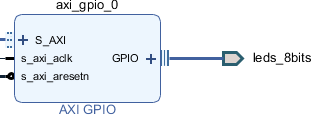 axi_gpio_0
S_AXI
s_axi_aclk
GPIO
leds_8bits
s_axi_aresetn
AXI GPIO